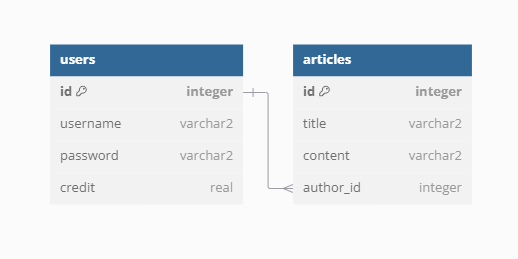 users
id integer
username varchar2
password varchar2
credit real
articles
id integer
title varchar2
content varchar2
author_id integer